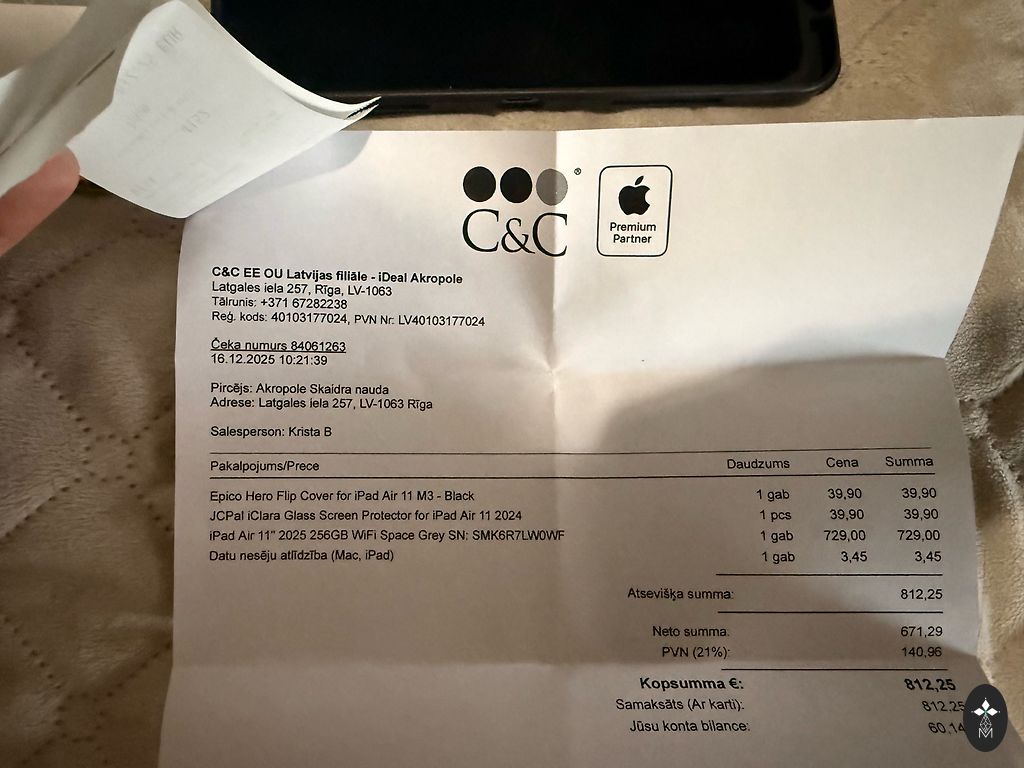 C&C®
Premium
Partner
C&C EE OU Latvijas filiāle - iDeal Akropole
Latgales iela 257, Rīga, LV-1063
Tālrunis: +371 67282238
Reģ. kods: 40103177024, PVN Nr: LV40103177024
Čeka numurs 84061263
16.12.2025 10:21:39
Pircējs: Akropole Skaidra nauda
Adrese: Latgales iela 257, LV-1063 Rīga
Salesperson: Krista B
Pakalpojums/Prece Daudzums Cena Summa
Epico Hero Flip Cover for iPad Air 11 M3 - Black 1 gab 39,90 39,90
JCPal iClara Glass Screen Protector for iPad Air 11 2024 1 pcs 39,90 39,90
iPad Air 11" 2025 256GB WiFi Space Grey SN: SMK6R7LW0WF 1 gab 729,00 729,00
Datu nesēju atlīdzība (Mac, iPad) 1 gab 3,45 3,45
Atsevišķa summa: 812,25
Neto summa: 671,29
PVN (21%): 140,96
Kopsumma €: 812,25
Samaksāts (Ar karti): 812,25
Jūsu konta bilance: 60,14